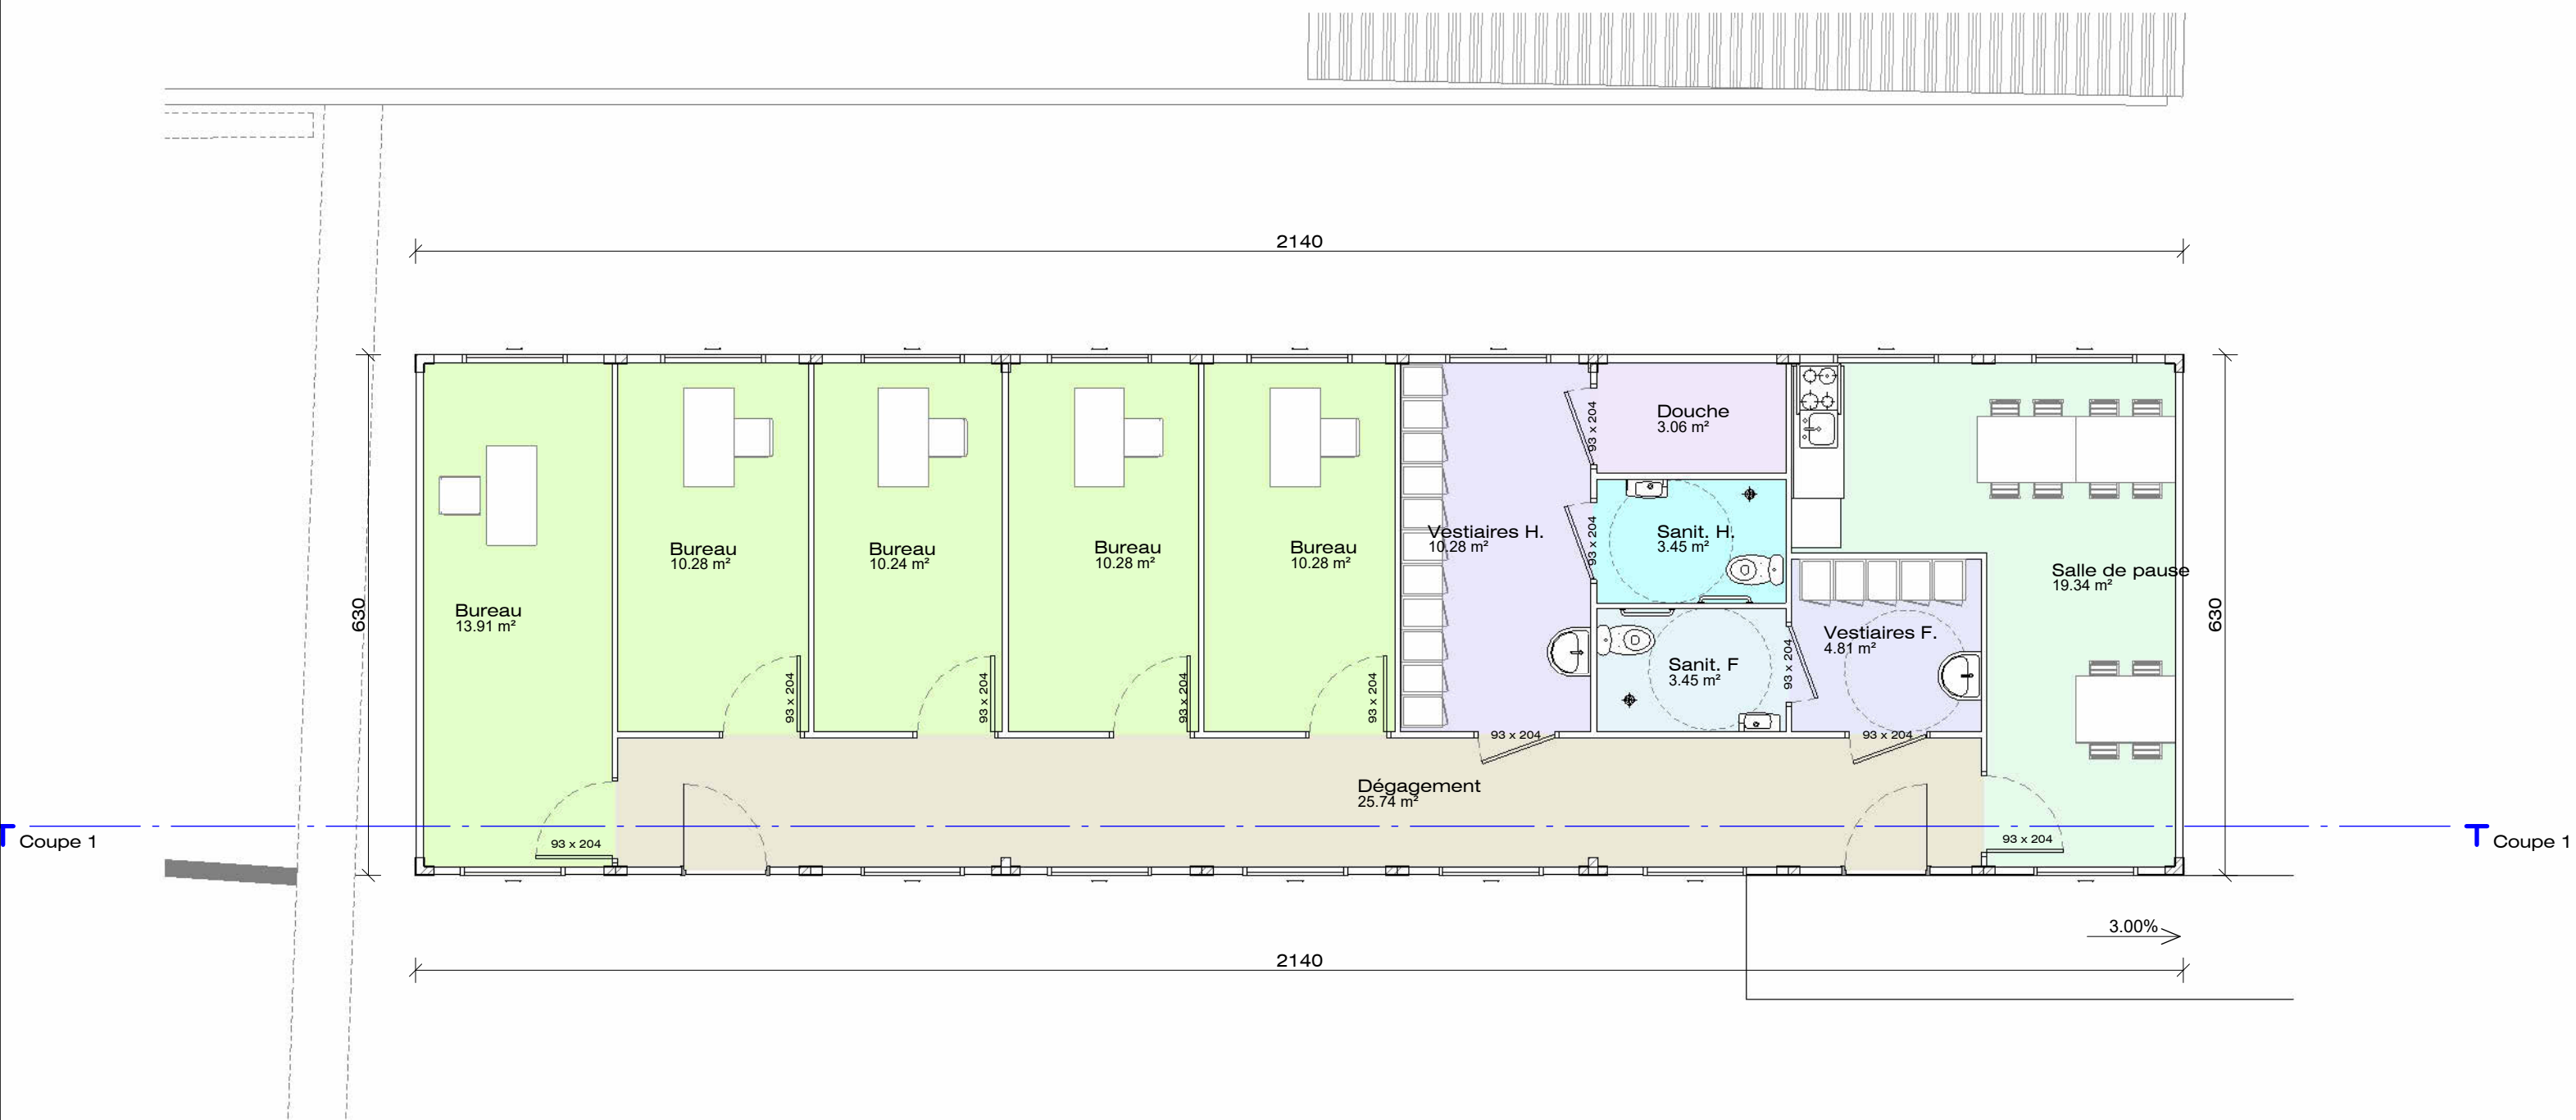 2140
Douche
3.06 m²
93 x 204
Vestiaires H.
10.28 m²
Sanit. H.
3.45 m²
93 x 204
Bureau
10.28 m²
Bureau
10.24 m²
Bureau
10.28 m²
Bureau
10.28 m²
Salle de pause
19.34 m²
Bureau
13.91 m²
630
630
Vestiaires F.
4.81 m²
Sanit. F
3.45 m²
93 x 204
93 x 204
93 x 204
93 x 204
93 x 204
93 x 204
93 x 204
Dégagement
25.74 m²
Coupe 1
93 x 204
93 x 204
Coupe 1
3.00%
2140